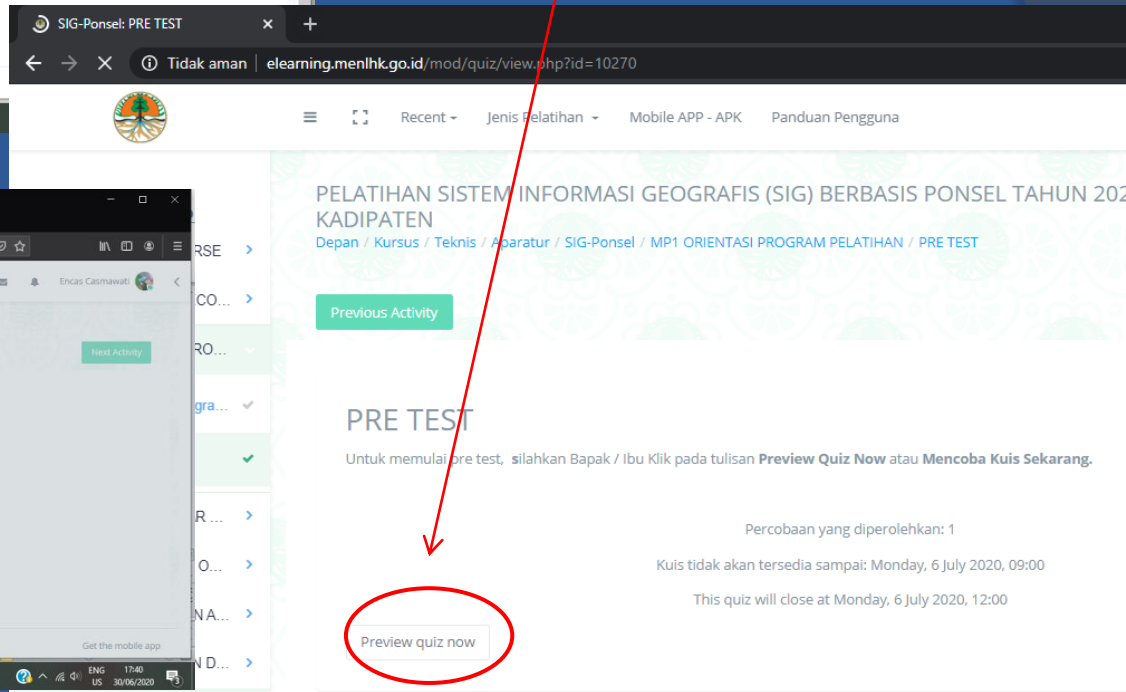 SIG-Ponsel: PRE TEST
Tidak aman | elearning.menlhk.go.id/mod/quiz/view.php?id=10270
Recent Jenis Pelatihan Mobile APP - APK Panduan Pengguna
PELATIHAN SISTEM INFORMASI GEOGRAFIS (SIG) BERBASIS PONSEL TAHUN 202
KADIPATEN
Depan / Kursus / Teknis / Aparatur / SIG-Ponsel / MP1 ORIENTASI PROGRAM PELATIHAN / PRE TEST
Previous Activity
RSE
CO...
RO...
gra...
R ...
O...
N A...
N D...
Encas Casmawati
Next Activity
Get the mobile app
ENG 17:40
US 30/06/2020
3
PRE TEST
Untuk memulai pre test, silahkan Bapak / Ibu Klik pada tulisan Preview Quiz Now atau Mencoba Kuis Sekarang.
Percobaan yang diperolehkan: 1
Kuis tidak akan tersedia sampai: Monday, 6 July 2020, 09:00
This quiz will close at Monday, 6 July 2020, 12:00
Preview quiz now